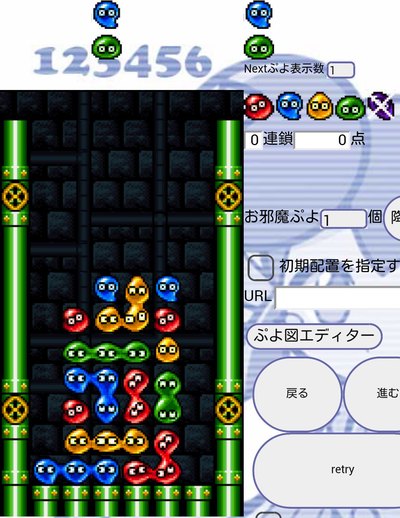 123456
Nextぷよ表示数 1
0 連鎖 0 点
お邪魔ぷよ 1 個
初期配置を指定す
URL
ぷよ図エディター
戻る 進む
retry